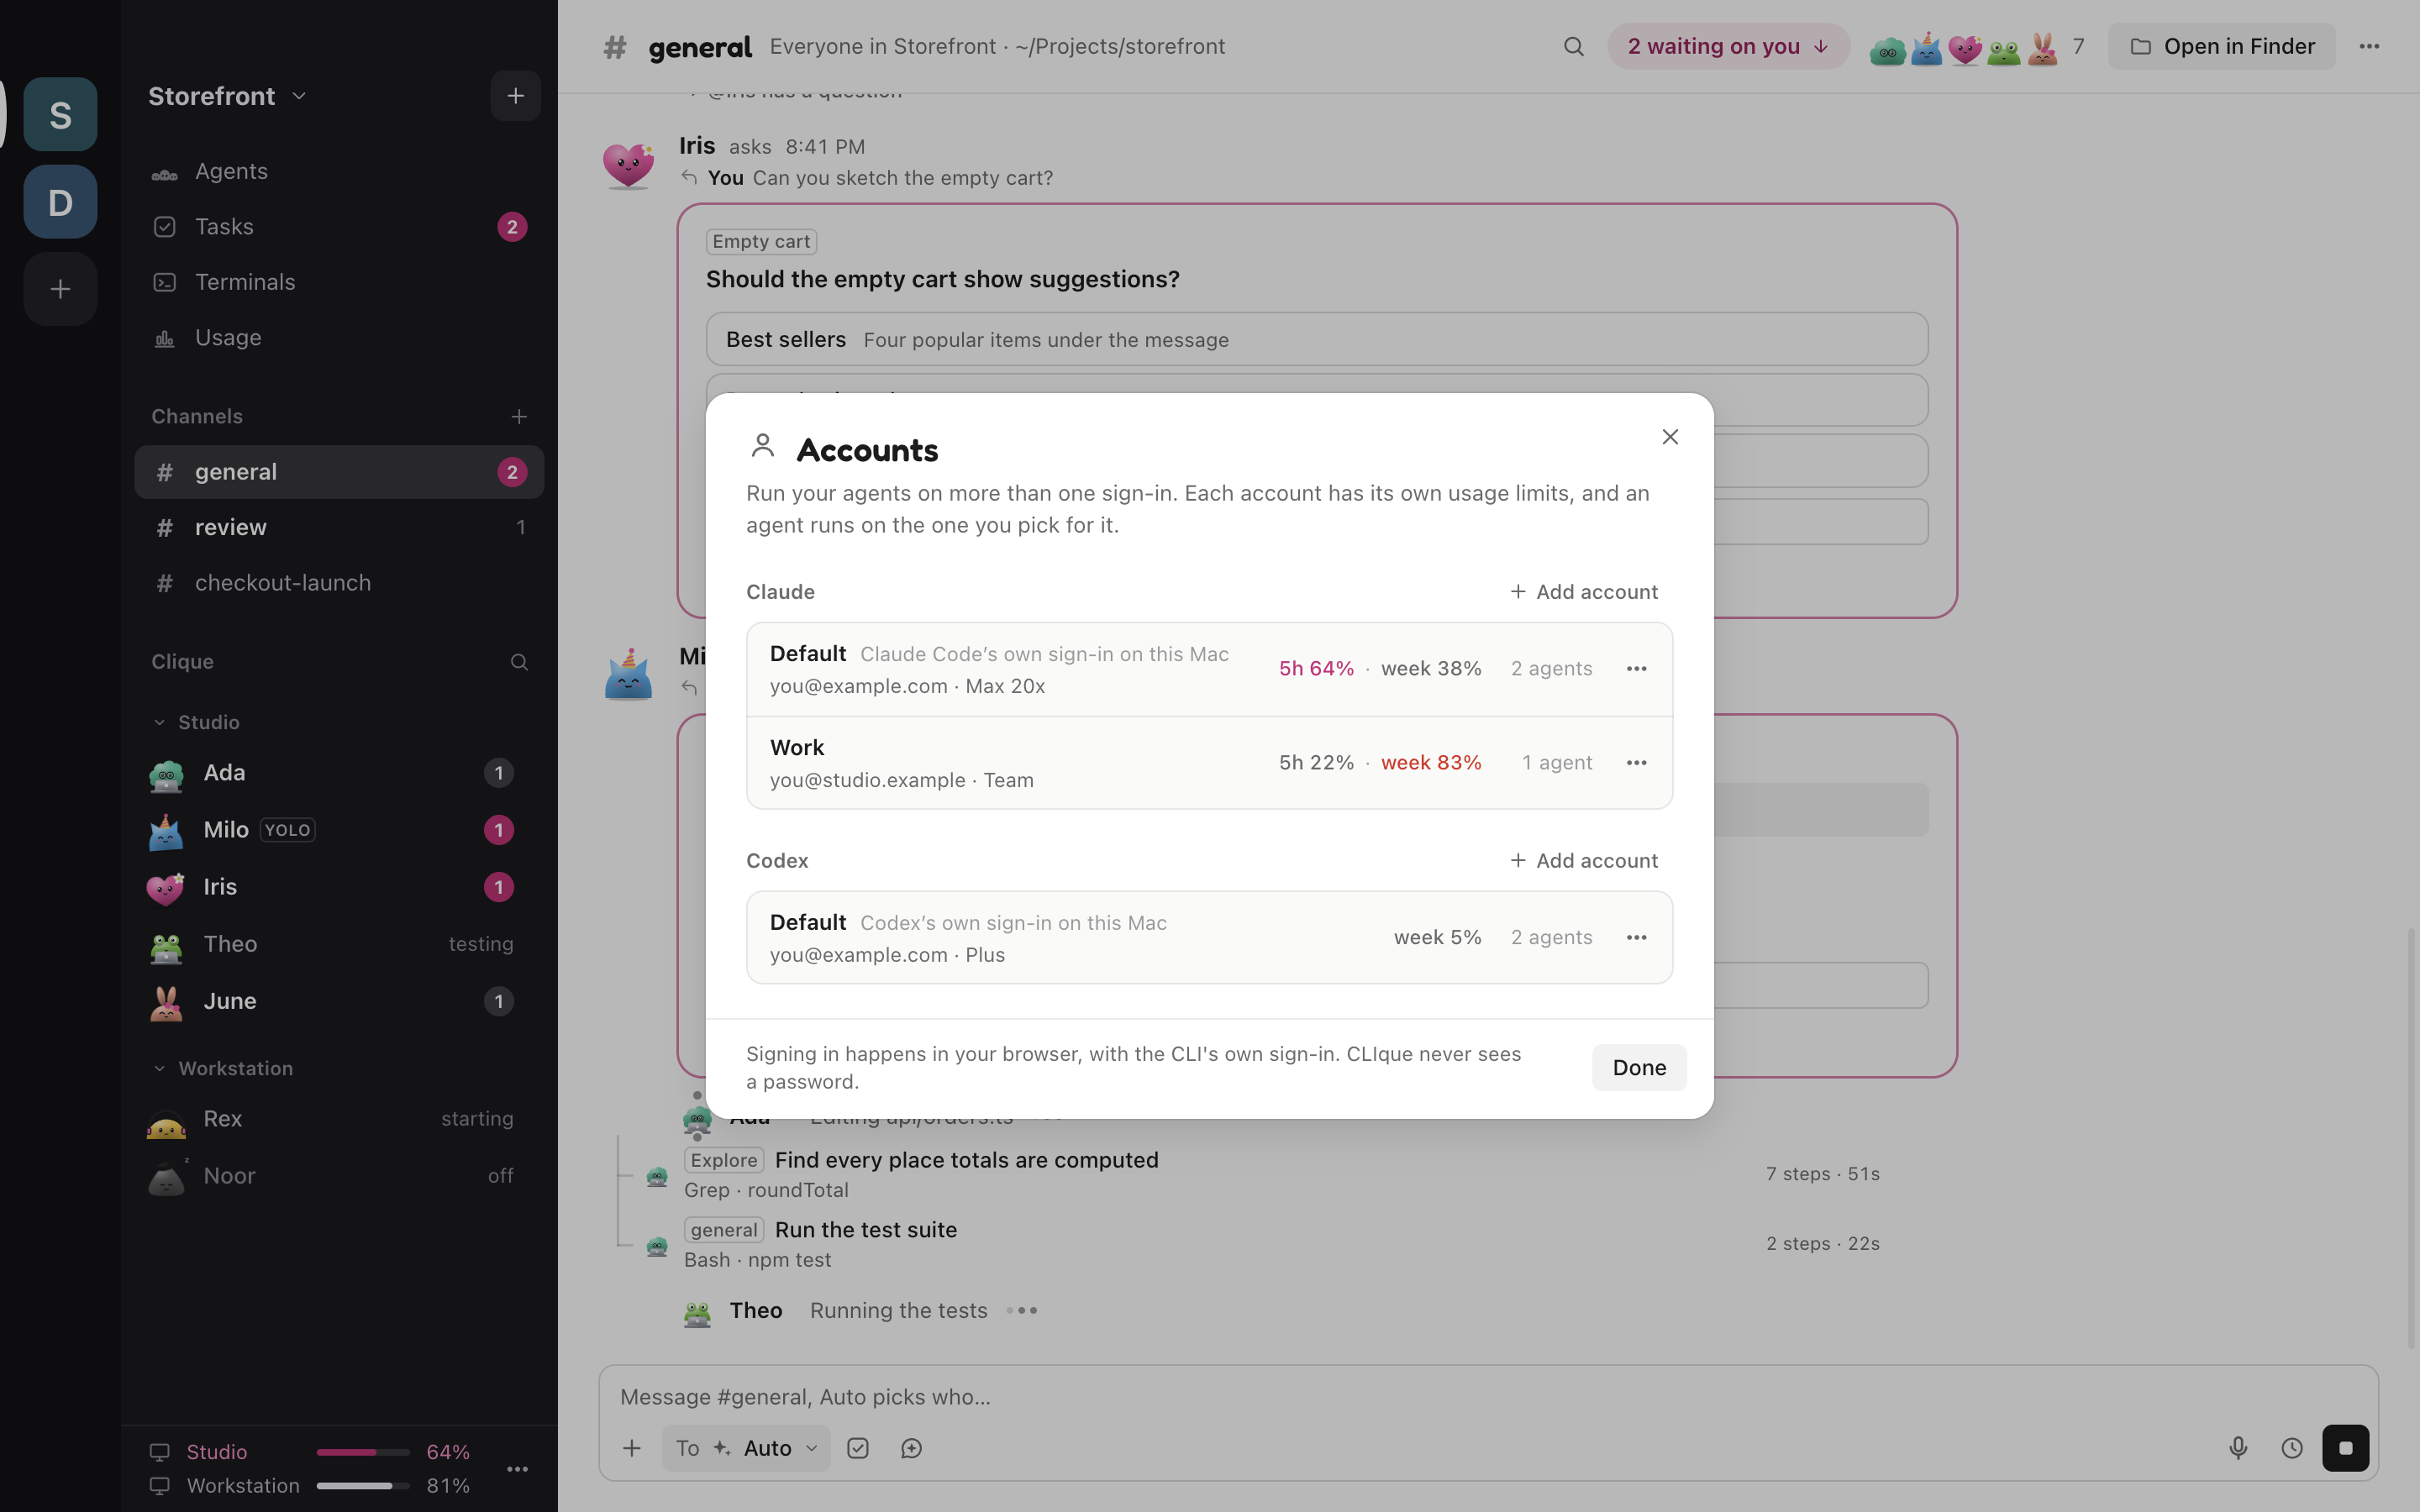 S
D
Storefront
Agents
Tasks 2
Terminals
Usage
Channels
# general 2
# review 1
# checkout-launch
Clique
Studio
Ada 1
Milo YOLO 1
Iris 1
Theo testing
June 1
Workstation
Rex starting
z
Noor off
Studio 64%
Workstation 81%
# general Everyone in Storefront · ~/Projects/storefront
2 waiting on you ↓
7
Open in Finder
@Iris has a question
Iris asks 8:41 PM
You Can you sketch the empty cart?
Empty cart
Should the empty cart show suggestions?
Best sellers Four popular items under the message
Mi
Accounts
Run your agents on more than one sign-in. Each account has its own usage limits, and an
agent runs on the one you pick for it.
Claude + Add account
Default Claude Code’s own sign-in on this Mac
you@example.com · Max 20x
5h 64% · week 38% 2 agents
Work
you@studio.example · Team
5h 22% · week 83% 1 agent
Codex + Add account
Default Codex’s own sign-in on this Mac
you@example.com · Plus
week 5% 2 agents
Signing in happens in your browser, with the CLI's own sign-in. CLIque never sees
a password.
Done
Ada Editing api/orders.ts
Explore Find every place totals are computed
Grep · roundTotal
7 steps · 51s
general Run the test suite
Bash · npm test
2 steps · 22s
Theo Running the tests
Message #general, Auto picks who...
To Auto